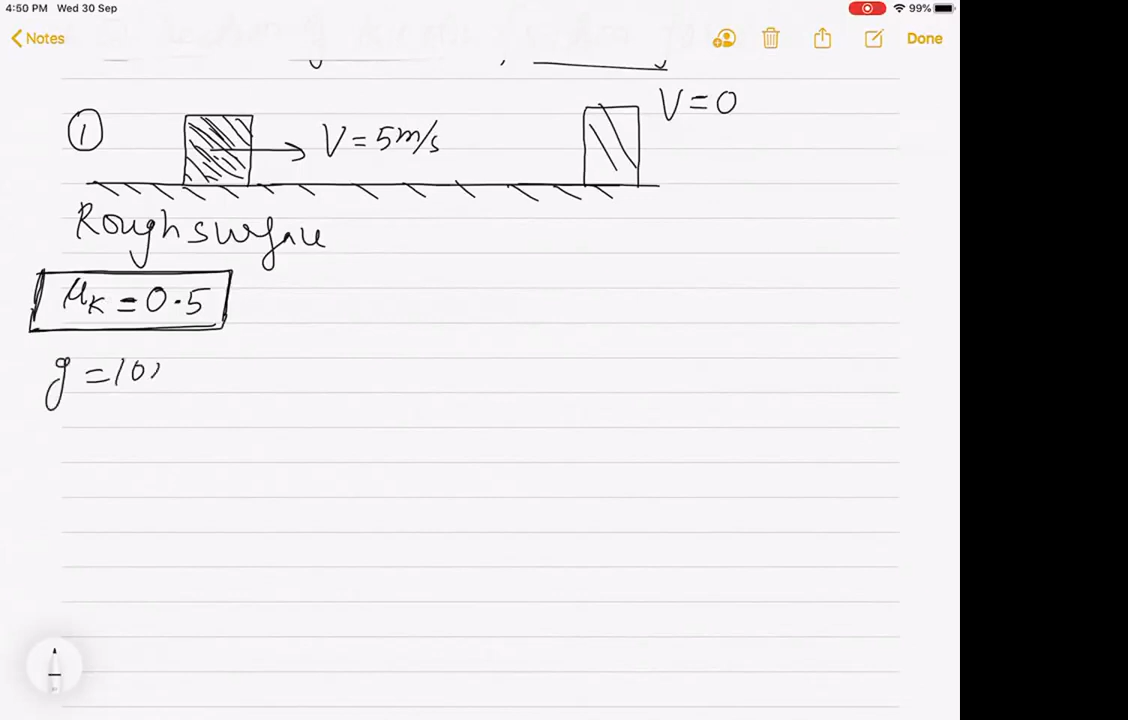 4:50 PM Wed 30 Sep
99%
Notes
Done
① V = 5m/s
V = 0
Rough surface
μK = 0.5
g = 10